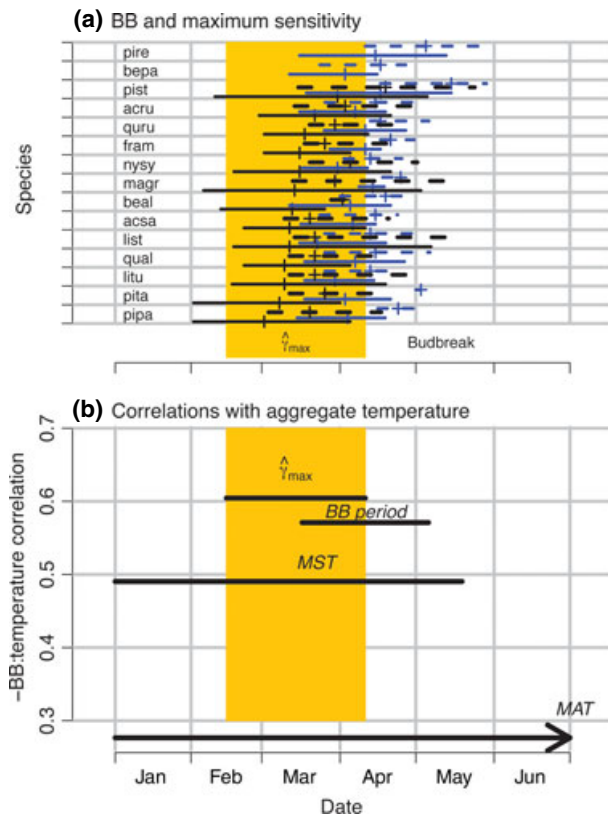 (a) BB and maximum sensitivity
Species
pire
bepa
pist
acru
quru
fram
nysy
magr
beal
acsa
list
qual
litu
pita
pipa
γ̂max
Budbreak
(b) Correlations with aggregate temperature
−BB:temperature correlation
0.7
0.6
0.5
0.4
0.3
γ̂max
BB period
MST
MAT
Jan Feb Mar Apr May Jun
Date